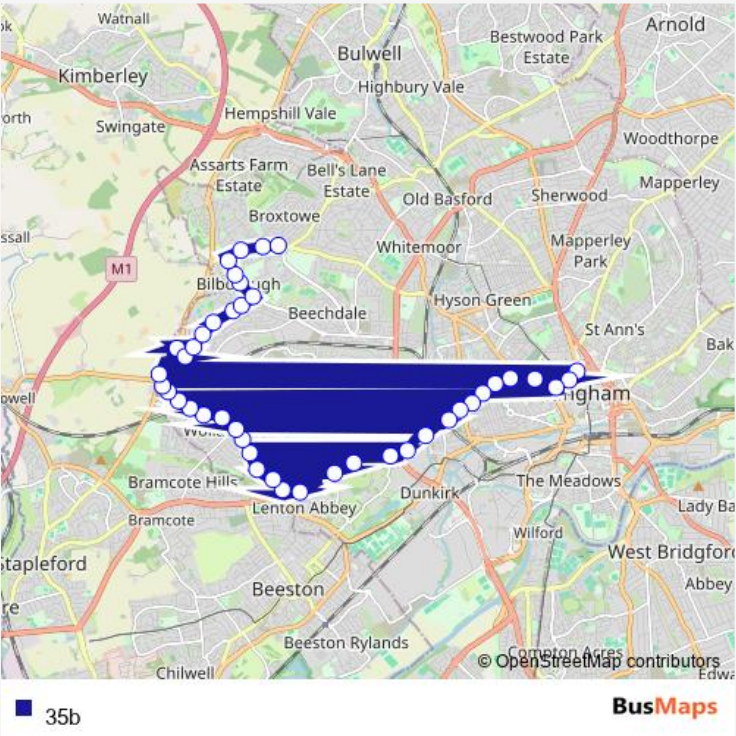 Watnall
Arnold
Bestwood Park
Estate
Bulwell
Kimberley
Highbury Vale
orth
Hempshill Vale
Swingate
Woodthorpe
Assarts Farm
Estate
Bell's Lane
Estate
Mapperley
Old Basford
Sherwood
Broxtowe
ssall
Whitemoor
Mapperley
Park
M1
Hyson Green
Beechdale
St Ann's
Bak
ngham
owell
Bramcote Hills
Dunkirk
The Meadows
Lenton Abbey
Lady Ba
Bramcote
Wilford
West Bridgford
Stapleford
Abbey
Beeston
re
Beeston Rylands
Compton Acres
Chilwell
Edwa
© OpenStreetMap contributors
35b
BusMaps